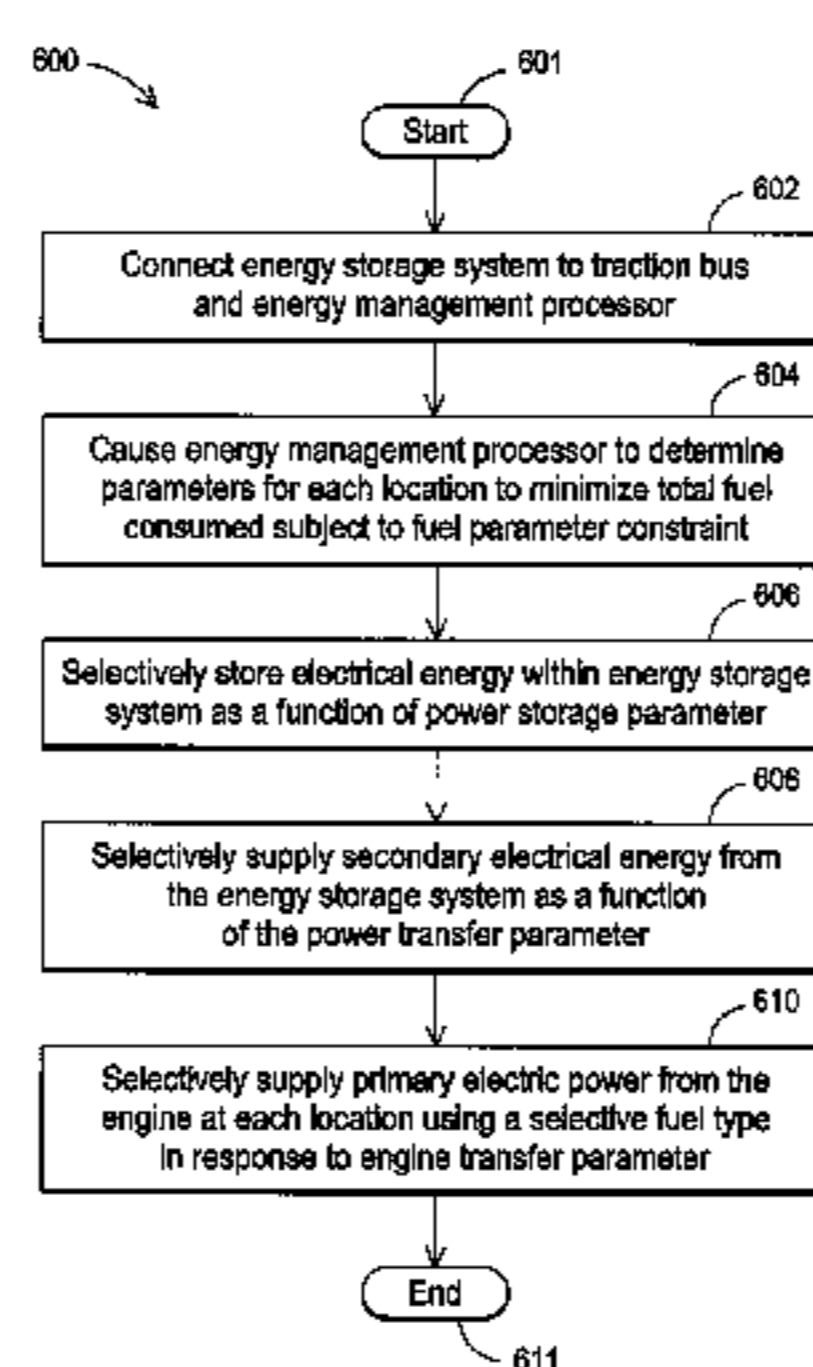 600
601
Start
602
Connect energy storage system to traction bus
and energy management processor
604
Cause energy management processor to determine
parameters for each location to minimize total fuel
consumed subject to fuel parameter constraint
606
Selectively store electrical energy within energy storage
system as a function of power storage parameter
608
Selectively supply secondary electrical energy from
the energy storage system as a function
of the power transfer parameter
610
Selectively supply primary electric power from the
engine at each location using a selective fuel type
in response to engine transfer parameter
End
611